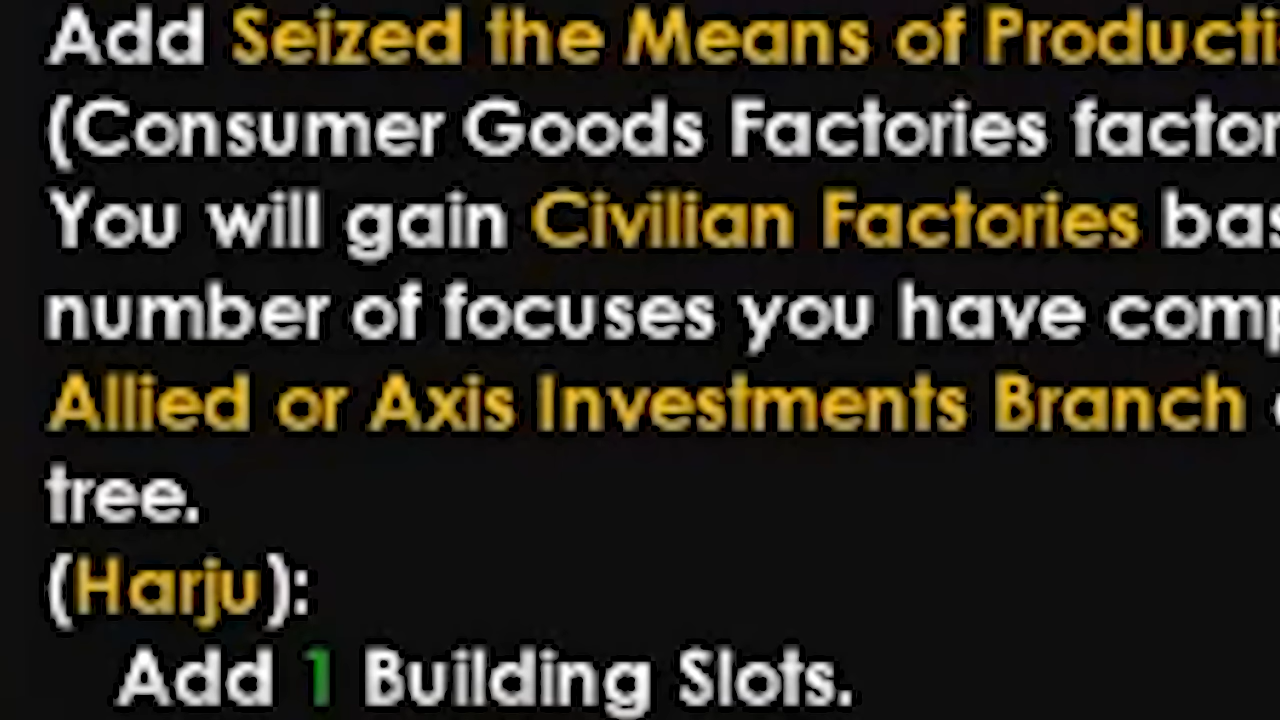 Add Seized the Means of Producti
(Consumer Goods Factories factor
You will gain Civilian Factories bas
number of focuses you have comp
Allied or Axis Investments Branch
tree.
(Harju):
Add 1 Building Slots.